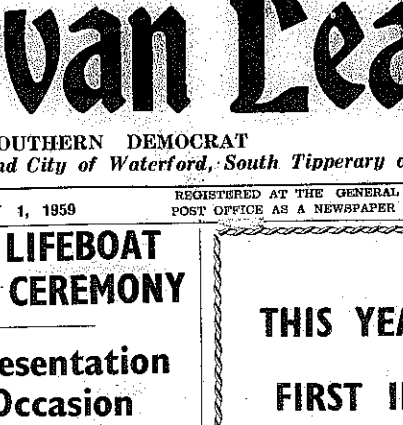 van Lea
OUTHERN DEMOCRAT
nd City of Waterford, South Tipperary
REGISTERED AT THE GENERAL
1, 1959 POST OFFICE AS A NEWSPAPER
LIFEBOAT
CEREMONY
esentation
Occasion
THIS YEA
FIRST I